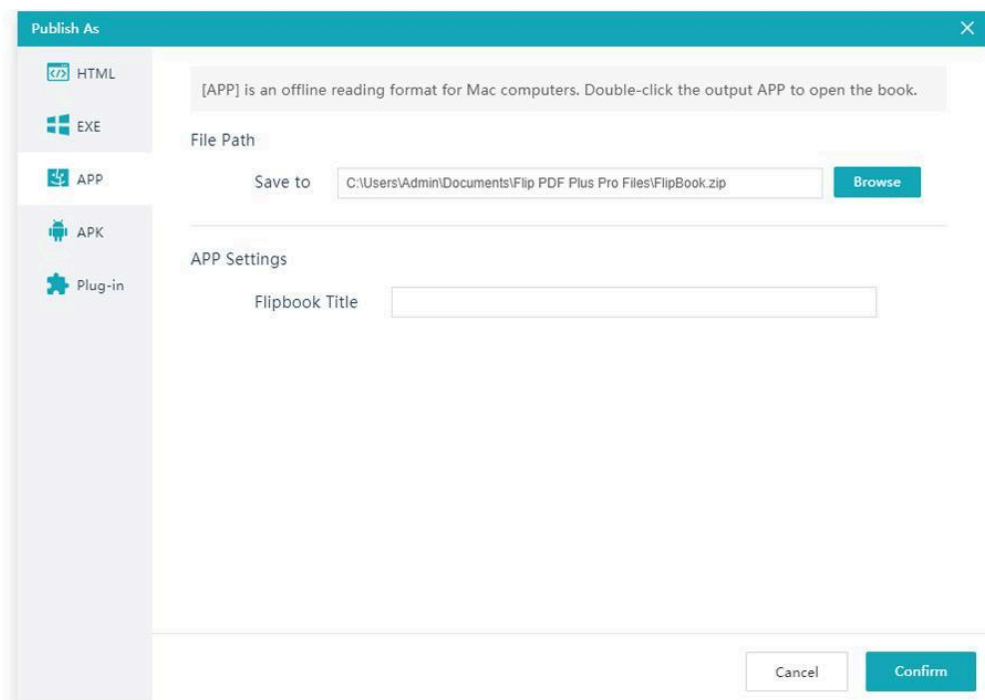 Publish As
HTML
EXE
APP
APK
Plug-in
[APP] is an offline reading format for Mac computers. Double-click the output APP to open the book.
File Path
Save to C:\Users\Admin\Documents\Flip PDF Plus Pro Files\FlipBook.zip Browse
APP Settings
Flipbook Title
Cancel Confirm